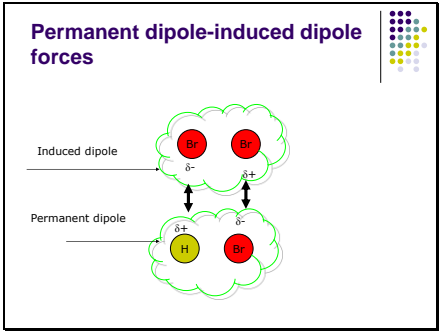 Permanent dipole-induced dipole
forces
Br Br
Induced dipole
δ- δ+
Permanent dipole
δ+ δ-
H Br